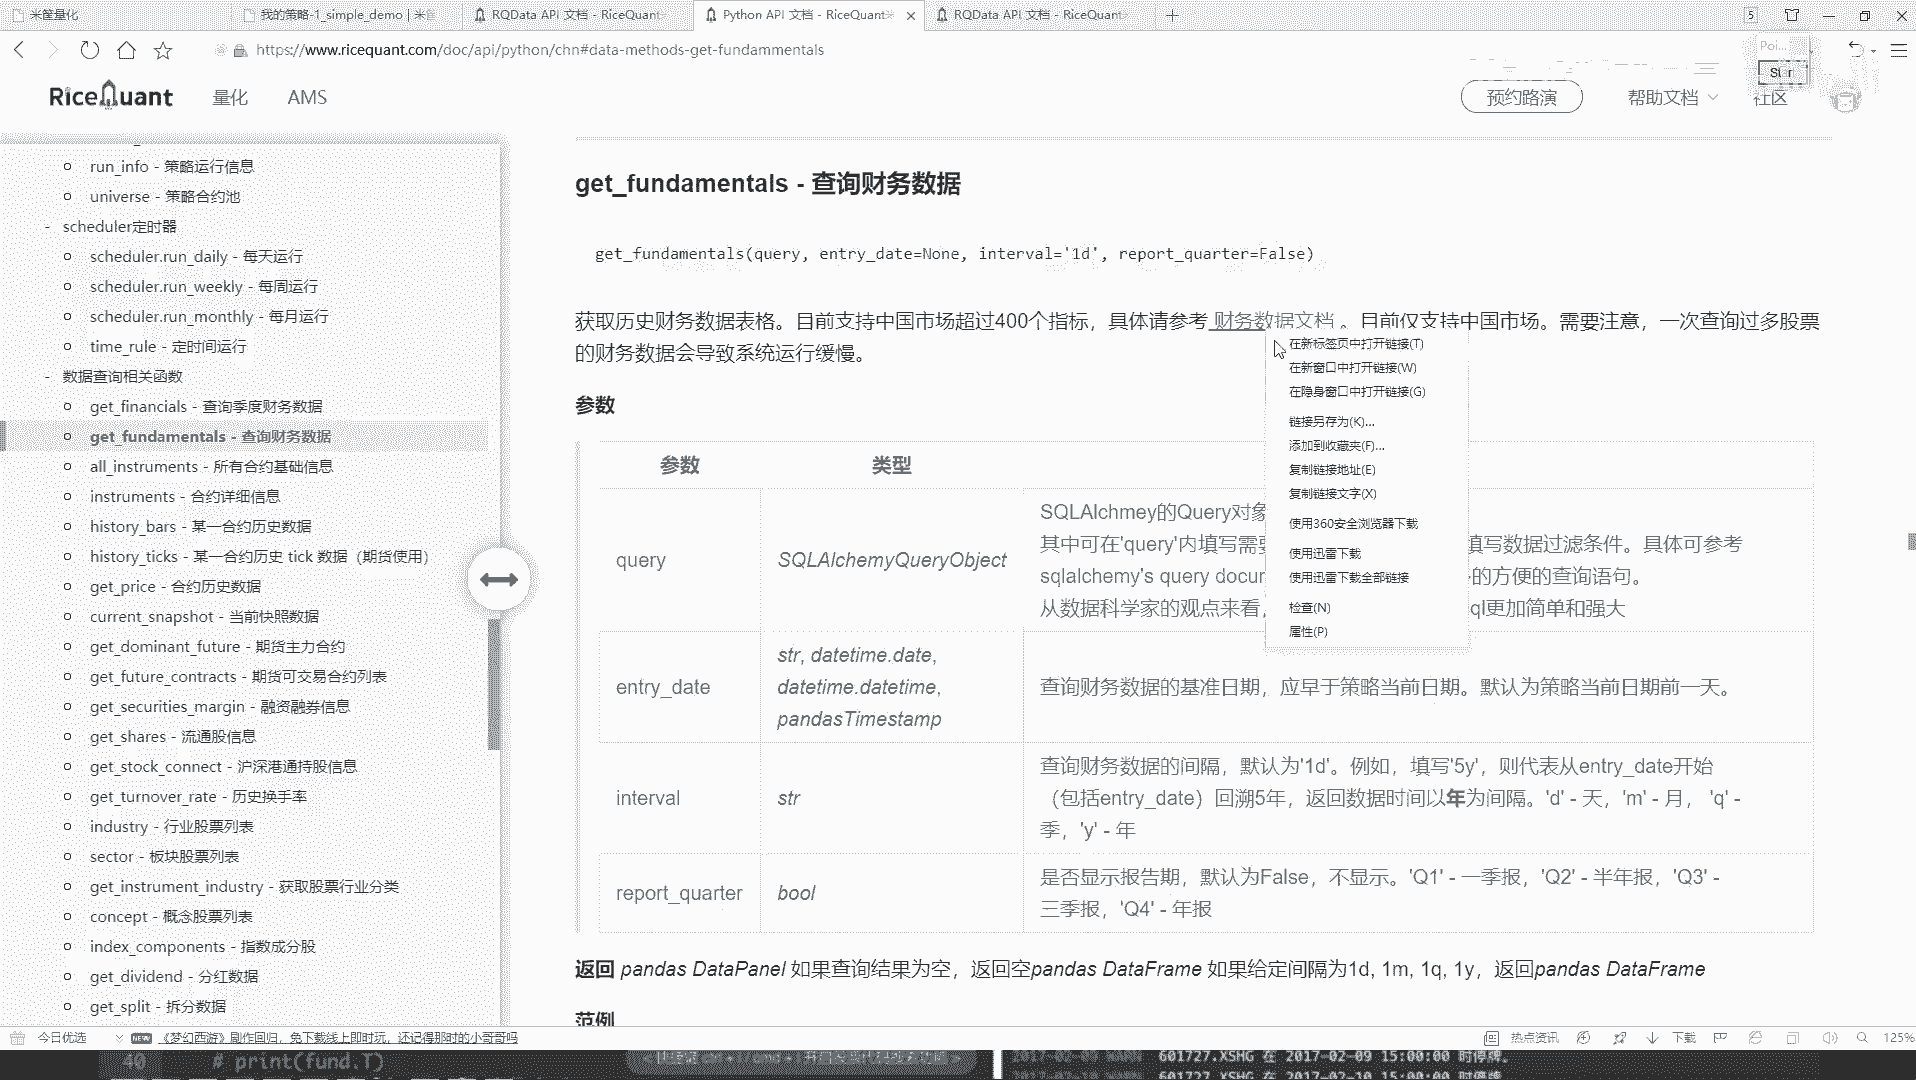 米筐量化
我的策略-1_simple_demo | 米筐
RQData API 文档 - RiceQuant
Python API 文档 - RiceQuant
RQData API 文档 - RiceQuant
5
https://www.ricequant.com/doc/api/python/chn#data-methods-get-fundammentals
RiceQuant
量化
AMS
预约路演
帮助文档
社区
run_info - 策略运行信息
universe - 策略合约池
- scheduler定时器
scheduler.run_daily - 每天运行
scheduler.run_weekly - 每周运行
scheduler.run_monthly - 每月运行
time_rule - 定时间运行
- 数据查询相关函数
get_financials - 查询季度财务数据
get_fundamentals - 查询财务数据
all_instruments - 所有合约基础信息
instruments - 合约详细信息
history_bars - 某一合约历史数据
history_ticks - 某一合约历史 tick 数据（期货使用）
get_price - 合约历史数据
current_snapshot - 当前快照数据
get_dominant_future - 期货主力合约
get_future_contracts - 期货可交易合约列表
get_securities_margin - 融资融券信息
get_shares - 流通股信息
get_stock_connect - 沪深港通持股信息
get_turnover_rate - 历史换手率
industry - 行业股票列表
sector - 板块股票列表
get_instrument_industry - 获取股票行业分类
concept - 概念股票列表
index_components - 指数成分股
get_dividend - 分红数据
get_split - 拆分数据
get_fundamentals - 查询财务数据
get_fundamentals(query, entry_date=None, interval='1d', report_quarter=False)
获取历史财务数据表格。目前支持中国市场超过400个指标，具体请参考 财务数据文档 。目前仅支持中国市场。需要注意，一次查询过多股票
的财务数据会导致系统运行缓慢。
参数
参数 类型
query
SQLAlchemyQueryObject
SQLAlchmey的Query对象
其中可在'query'内填写需要 填写数据过滤条件。具体可参考
sqlalchemy's query docum 的方便的查询语句。
从数据科学家的观点来看， ql更加简单和强大
entry_date
str, datetime.date,
datetime.datetime,
pandasTimestamp
查询财务数据的基准日期，应早于策略当前日期。默认为策略当前日期前一天。
interval
str
查询财务数据的间隔，默认为'1d'。例如，填写'5y'，则代表从entry_date开始
（包括entry_date）回溯5年，返回数据时间以年为间隔。'd' - 天，'m' - 月， 'q' -
季，'y' - 年
report_quarter
bool
是否显示报告期，默认为False，不显示。'Q1' - 一季报，'Q2' - 半年报，'Q3' -
三季报，'Q4' - 年报
返回 pandas DataPanel 如果查询结果为空，返回空pandas DataFrame 如果给定间隔为1d, 1m, 1q, 1y，返回pandas DataFrame
范例
在新标签页中打开链接(T)
在新窗口中打开链接(W)
在隐身窗口中打开链接(G)
链接另存为(K)...
添加到收藏夹(F)...
复制链接地址(E)
复制链接文字(X)
使用360安全浏览器下载
使用迅雷下载
使用迅雷下载全部链接
检查(N)
属性(P)
今日优选
NEW 《梦幻西游》剧作回归，免下载线上即时玩，还记得那时的小哥哥吗
热点资讯
下载
125%
40 # print(fund.T)
2017-02-09 WARN 601727.XSHG 在 2017-02-09 15:00:00 时停牌。
2017-02-10 WARN 601727.XSHG 在 2017-02-10 15:00:00 时停牌。